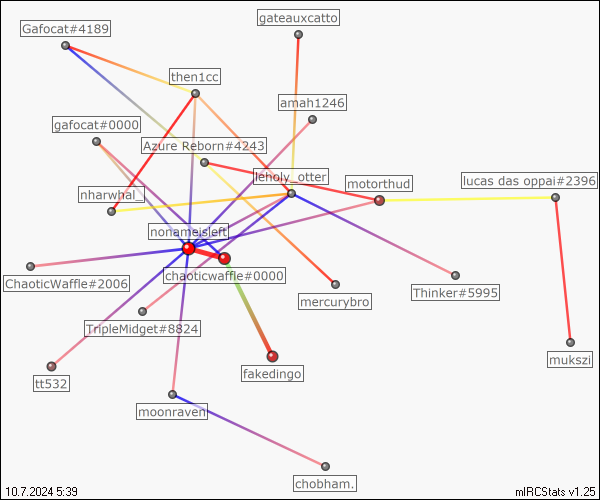 gateauxcatto
Gafocat#4189
then1cc
amah1246
gafocat#0000
Azure Reborn#4243
leholy_otter
motorthud
lucas das oppai#2396
nharwhal_
nonameisleft
chaoticwaffle#0000
ChaoticWaffle#2006
Thinker#5995
mercurybro
TripleMidget#8824
mukszi
fakedingo
tt532
moonraven
chobham.
10.7.2024 5:39
mIRCStats v1.25